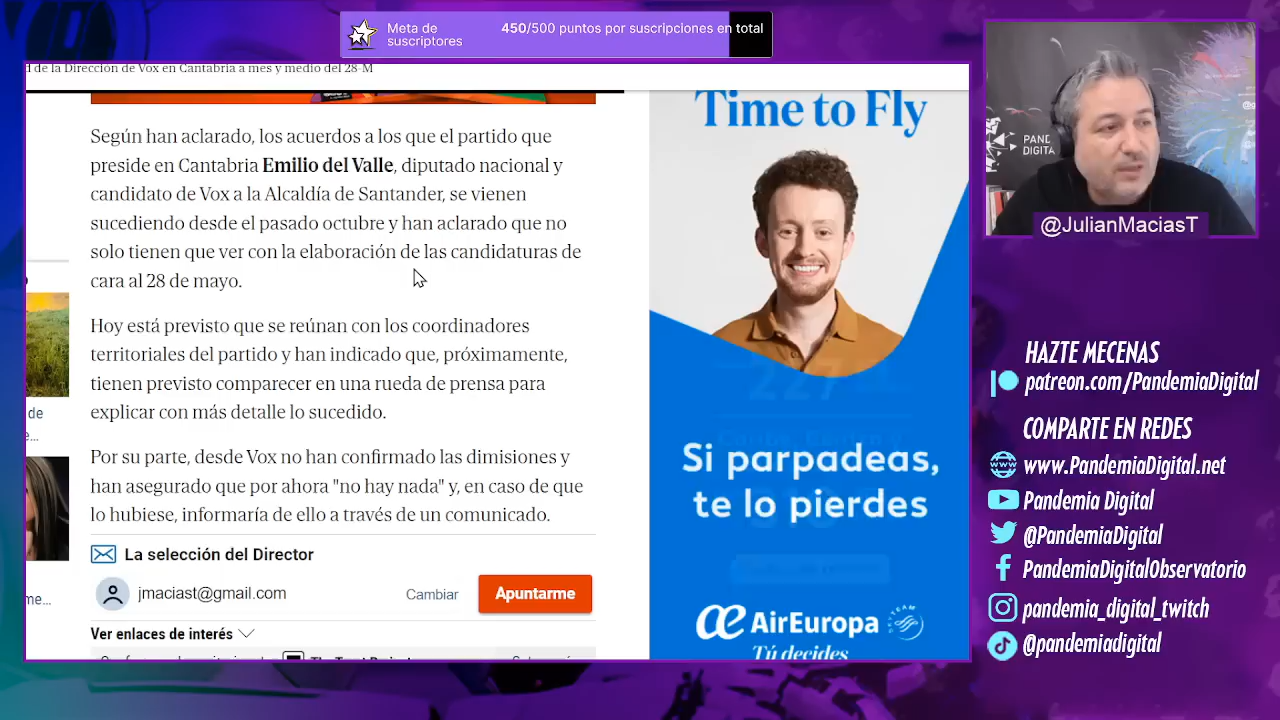 Meta de
suscriptores
450/500 puntos por suscripciones en total
d de la Dirección de Vox en Cantabria a mes y medio del 28-M
Según han aclarado, los acuerdos a los que el partido que
preside en Cantabria Emilio del Valle, diputado nacional y
candidato de Vox a la Alcaldía de Santander, se vienen
sucediendo desde el pasado octubre y han aclarado que no
solo tienen que ver con la elaboración de las candidaturas de
cara al 28 de mayo.
Hoy está previsto que se reúnan con los coordinadores
territoriales del partido y han indicado que, próximamente,
tienen previsto comparecer en una rueda de prensa para
explicar con más detalle lo sucedido.
Por su parte, desde Vox no han confirmado las dimisiones y
han asegurado que por ahora "no hay nada" y, en caso de que
lo hubiese, informaría de ello a través de un comunicado.
La selección del Director
jmaciast@gmail.com
Cambiar
Apuntarme
Ver enlaces de interés
de
e...
me...
Time to Fly
Si parpadeas,
te lo pierdes
AirEuropa
SKYTEAM
Tú decides
PAND
DIGITA
@JulianMaciasT
HAZTE MECENAS
patreon.com/PandemiaDigital
COMPARTE EN REDES
www.PandemiaDigital.net
Pandemia Digital
@PandemiaDigital
PandemiaDigitalObservatorio
pandemia_digital_twitch
@pandemiadigital